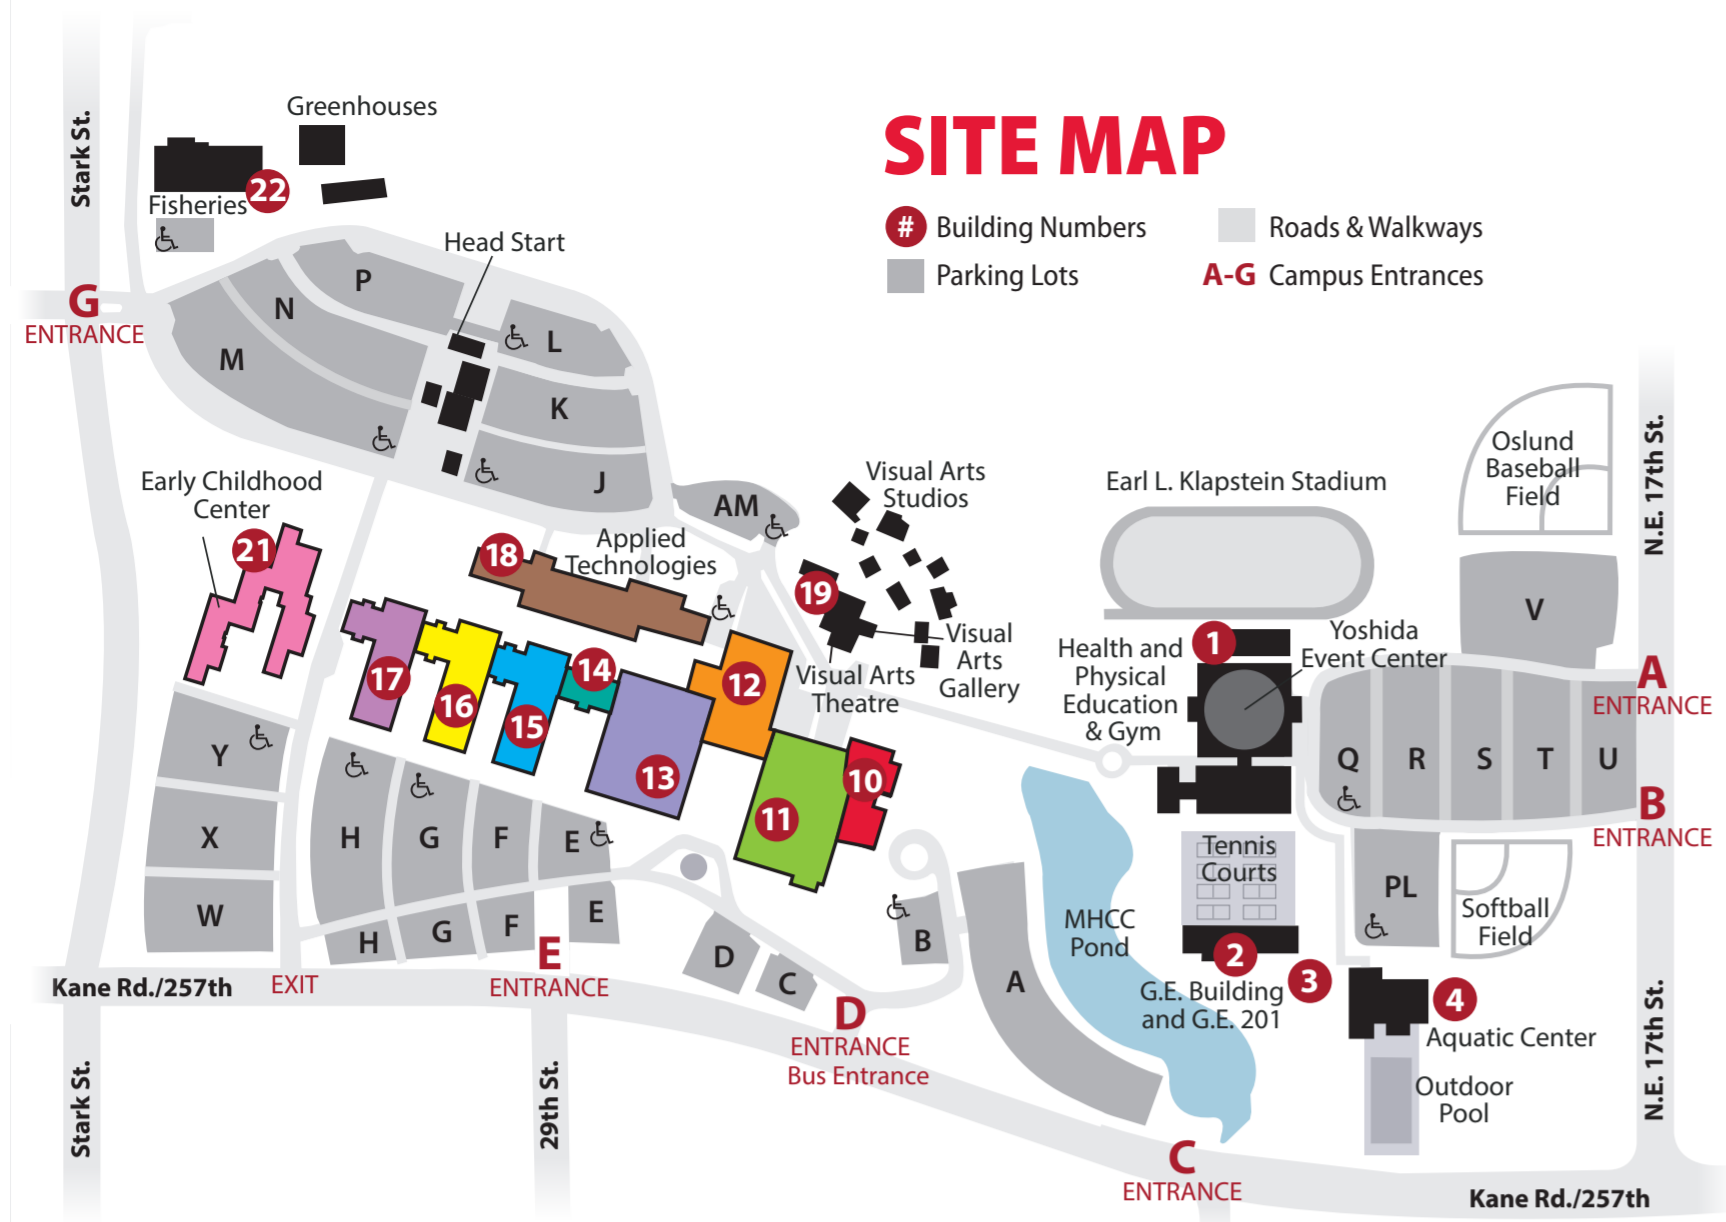 SITE MAP
# Building Numbers
Roads & Walkways
Parking Lots
A-G Campus Entrances
Stark St.
Greenhouses
22
Fisheries
Head Start
G
ENTRANCE
P
N
M
L
K
J
AM
Early Childhood
Center
21
18
Applied
Technologies
Visual Arts
Studios
19
Visual
Arts
Gallery
Visual Arts
Theatre
Earl L. Klapstein Stadium
Oslund
Baseball
Field
N.E. 17th St.
V
1
Yoshida
Event Center
Health and
Physical
Education
& Gym
A
ENTRANCE
17
16
15
14
13
12
11
10
Q
R
S
T
U
B
ENTRANCE
Y
X
W
H
G
F
E
H
G
F
E
D
C
B
A
MHCC
Pond
Tennis
Courts
PL
Softball
Field
2
3
G.E. Building
and G.E. 201
4
Aquatic Center
Outdoor
Pool
Kane Rd./257th
EXIT
E
ENTRANCE
D
ENTRANCE
Bus Entrance
Stark St.
29th St.
C
ENTRANCE
N.E. 17th St.
Kane Rd./257th